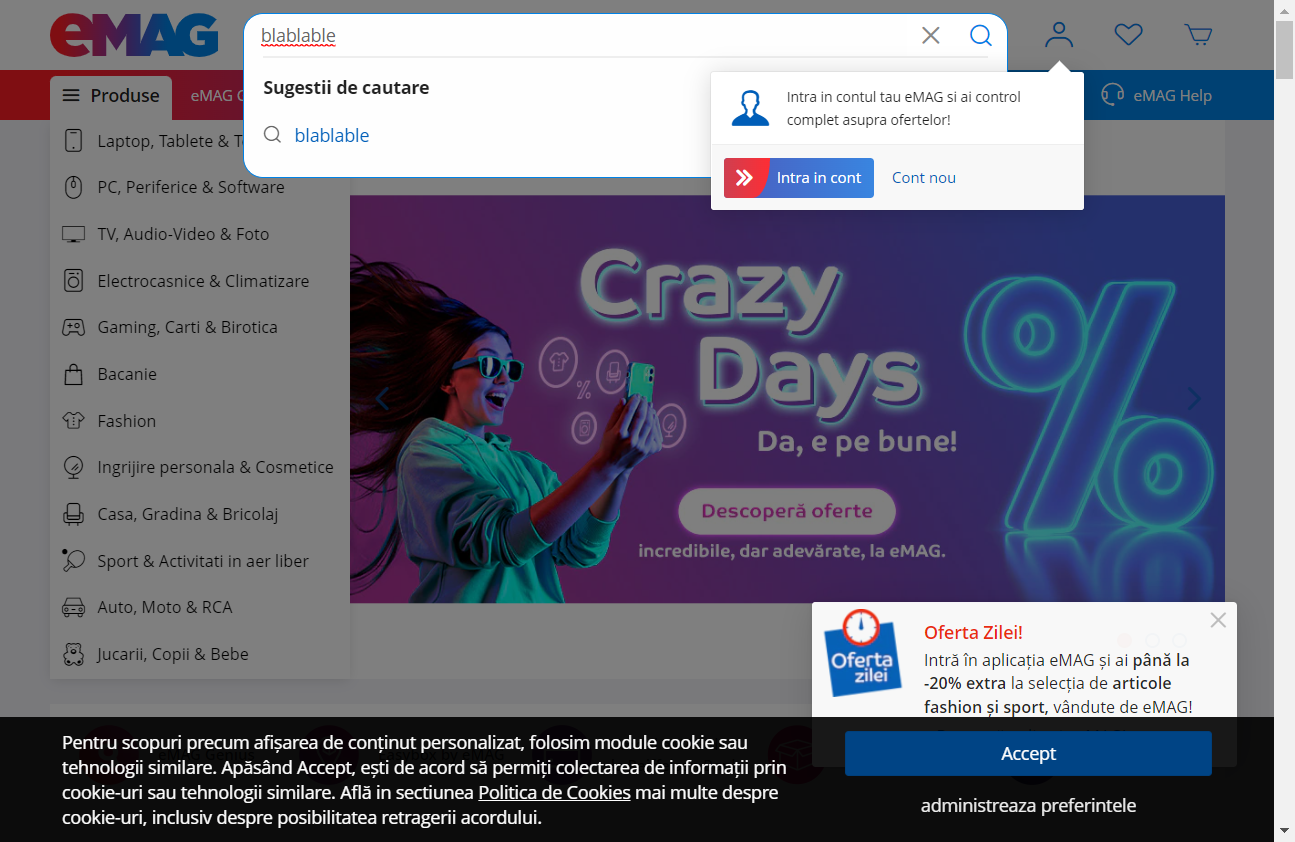 eMAG
blablable
Sugestii de cautare
blablable
Intra in contul tau eMAG si ai control
complet asupra ofertelor!
Intra in cont
Cont nou
Produse
eMAG
eMAG Help
Laptop, Tablete &
PC, Periferice & Software
TV, Audio-Video & Foto
Electrocasnice & Climatizare
Gaming, Carti & Birotica
Bacanie
Fashion
Ingrijire personala & Cosmetice
Casa, Gradina & Bricolaj
Sport & Activitati in aer liber
Auto, Moto & RCA
Jucarii, Copii & Bebe
Crazy
Days
%
Da, e pe bune!
Descoperă oferte
incredibile, dar adevărate, la eMAG.
Oferta
zilei
Oferta Zilei!
Intră în aplicația eMAG și ai până la
-20% extra la selecția de articole
fashion și sport, vândute de eMAG!
Pentru scopuri precum afișarea de conținut personalizat, folosim module cookie sau
tehnologii similare. Apăsând Accept, ești de acord să permiți colectarea de informații prin
cookie-uri sau tehnologii similare. Află in sectiunea Politica de Cookies mai multe despre
cookie-uri, inclusiv despre posibilitatea retragerii acordului.
Accept
administreaza preferintele